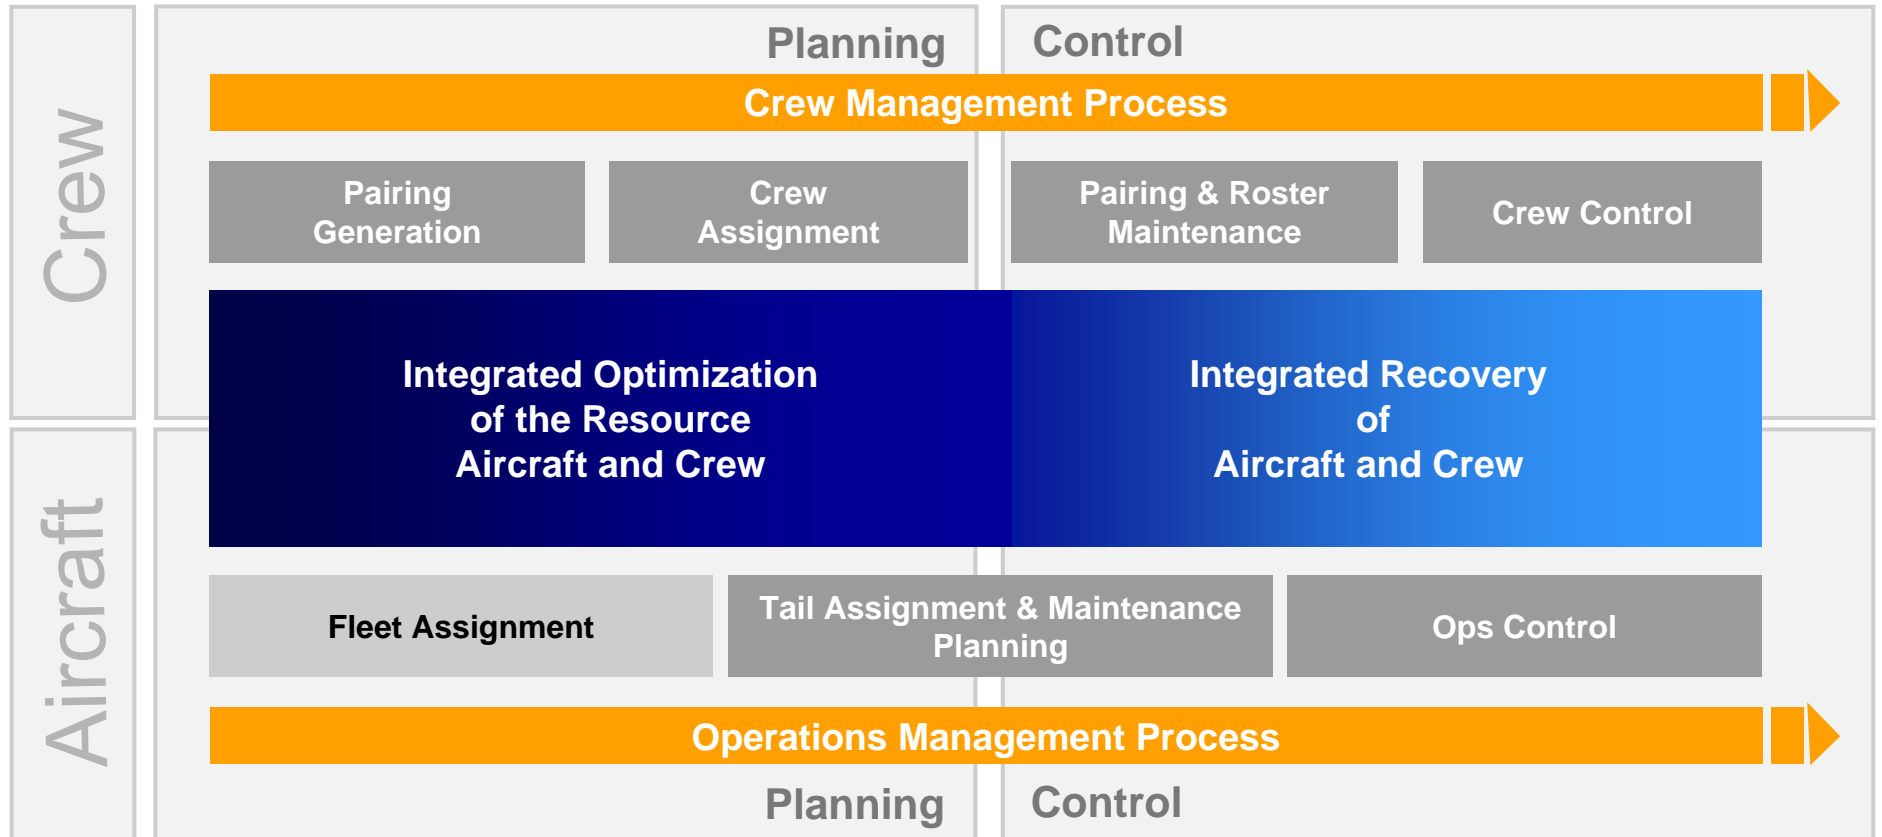 Planning
Control
Crew Management Process
Crew
Pairing
Generation
Crew
Assignment
Pairing & Roster
Maintenance
Crew Control
Integrated Optimization
of the Resource
Aircraft and Crew
Integrated Recovery
of
Aircraft and Crew
Aircraft
Fleet Assignment
Tail Assignment & Maintenance
Planning
Ops Control
Operations Management Process
Planning
Control